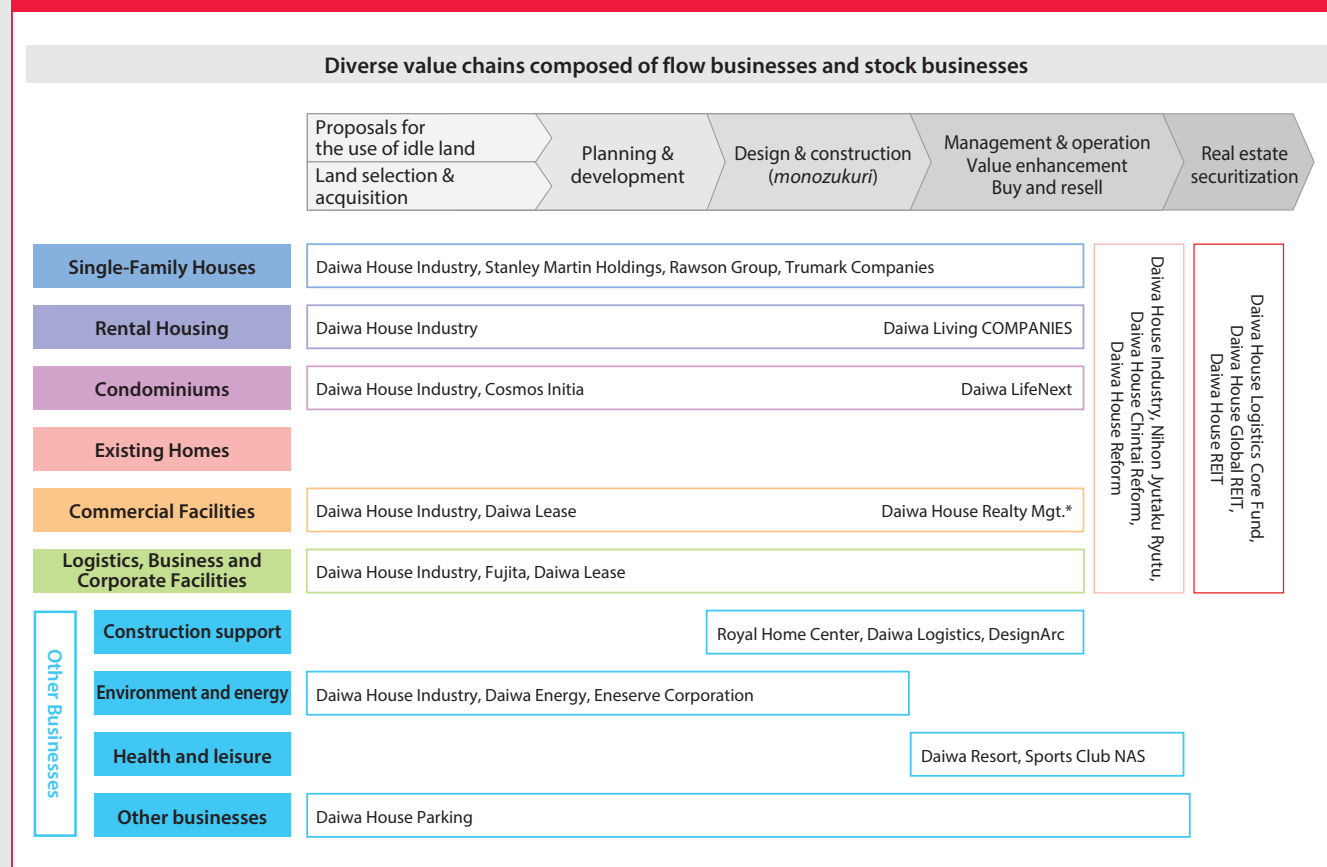 Diverse value chains composed of flow businesses and stock businesses
Proposals for
the use of idle land
Land selection &
acquisition
Planning &
development
Design & construction
(monozukuri)
Management & operation
Value enhancement
Buy and resell
Real estate
securitization
Single-Family Houses
Daiwa House Industry, Stanley Martin Holdings, Rawson Group, Trumark Companies
Rental Housing
Daiwa House Industry
Daiwa Living COMPANIES
Condominiums
Daiwa House Industry, Cosmos Initia
Daiwa LifeNext
Existing Homes
Commercial Facilities
Daiwa House Industry, Daiwa Lease
Daiwa House Realty Mgt.*
Logistics, Business and
Corporate Facilities
Daiwa House Industry, Fujita, Daiwa Lease
Daiwa House Industry, Nihon Jyutaku Ryutu,
Daiwa House Chintai Reform,
Daiwa House Reform
Daiwa House Logistics Core Fund,
Daiwa House Global REIT,
Daiwa House REIT
Other Businesses
Construction support
Royal Home Center, Daiwa Logistics, DesignArc
Environment and energy
Daiwa House Industry, Daiwa Energy, Eneserve Corporation
Health and leisure
Daiwa Resort, Sports Club NAS
Other businesses
Daiwa House Parking